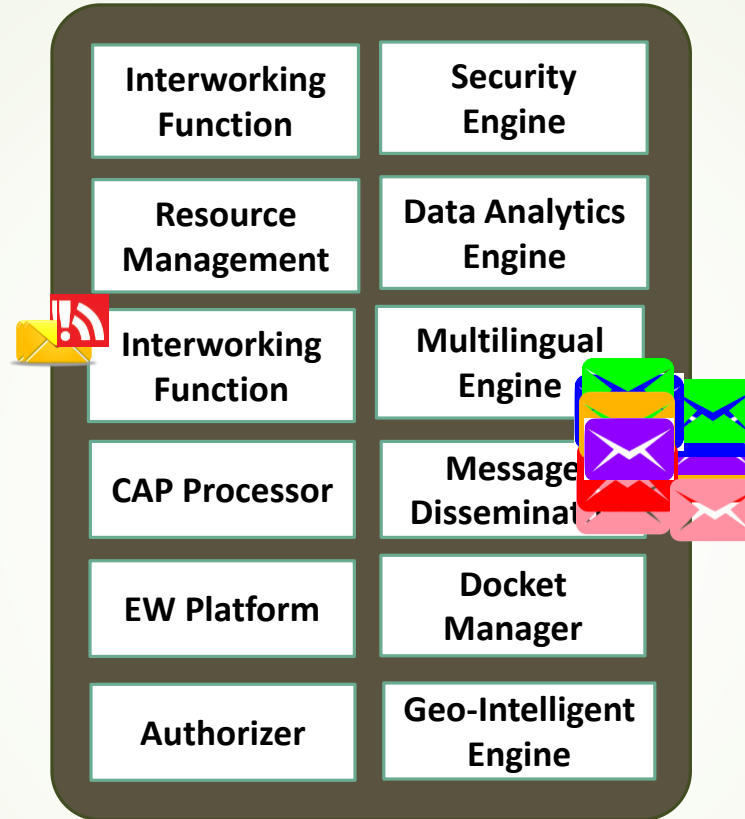 Interworking
Function
Security
Engine
Resource
Management
Data Analytics
Engine
Interworking
Function
Multilingual
Engine
CAP Processor
Message
EW Platform
Docket
Manager
Authorizer
Geo-Intelligent
Engine